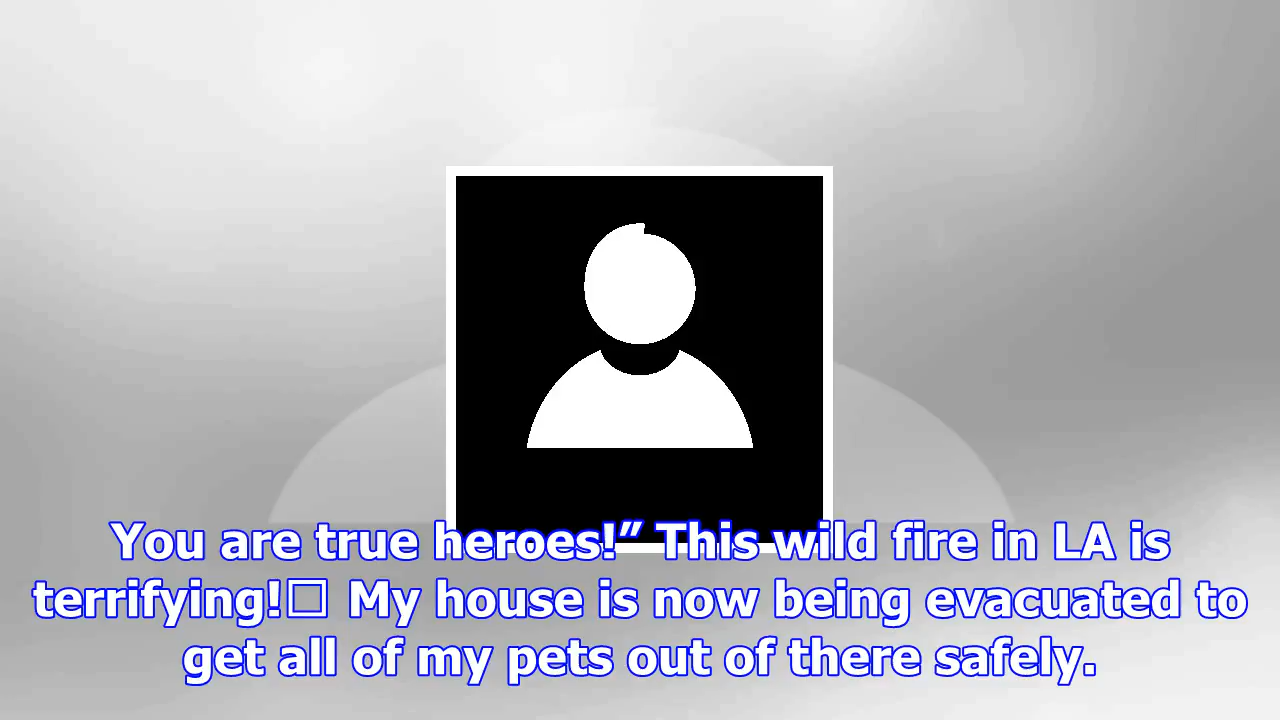 You are true heroes!” This wild fire in LA is
terrifying!□ My house is now being evacuated to
get all of my pets out of there safely.